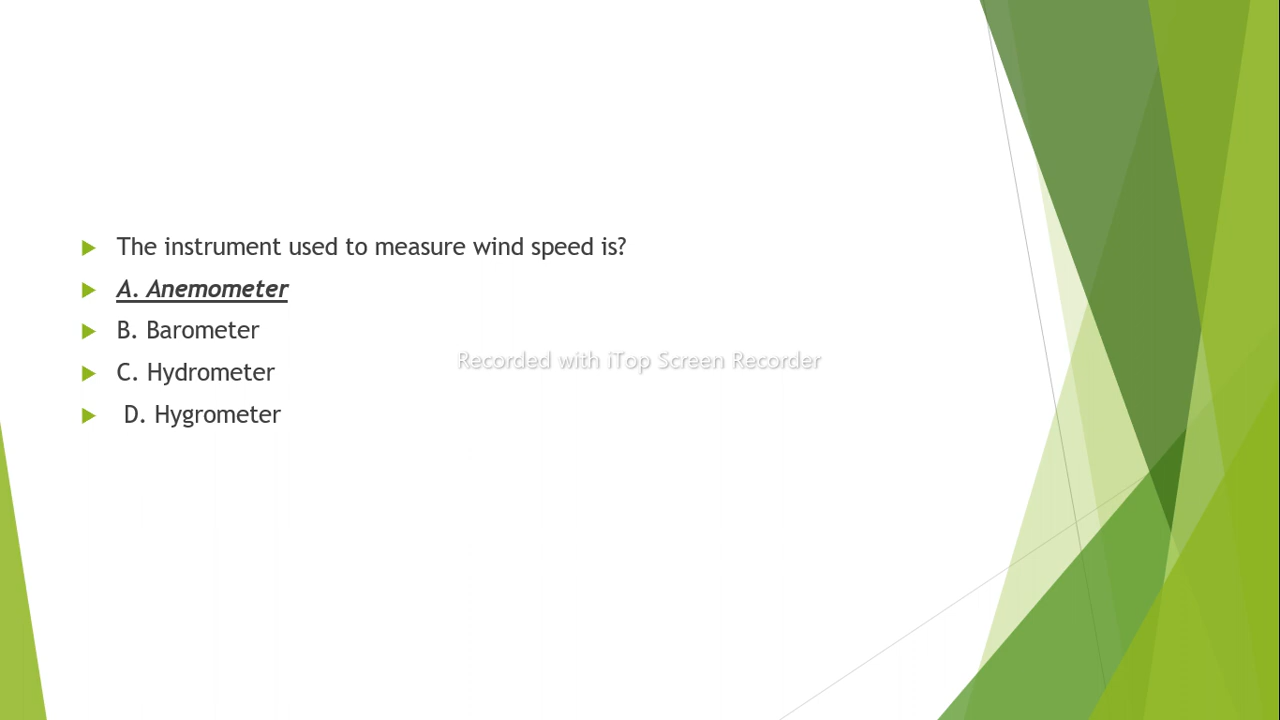 The instrument used to measure wind speed is?
A. Anemometer
B. Barometer
Recorded with iTop Screen Recorder
C. Hydrometer
D. Hygrometer